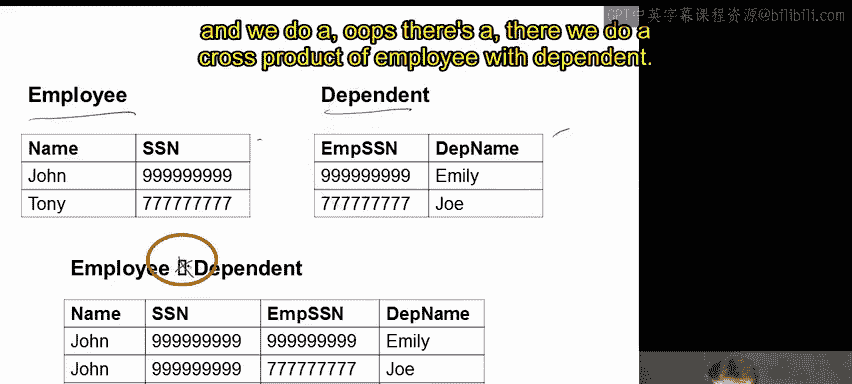 GPT中英字幕课程资源@bilibili.com
and we do a, oops there's a, there we do a
cross product of employee with dependent.
Employee
Dependent
Name SSN
John 999999999
Tony 777777777
EmpSSN DepName
999999999 Emily
777777777 Joe
Employee Dependent
Name SSN EmpSSN DepName
John 999999999 999999999 Emily
John 999999999 777777777 Joe